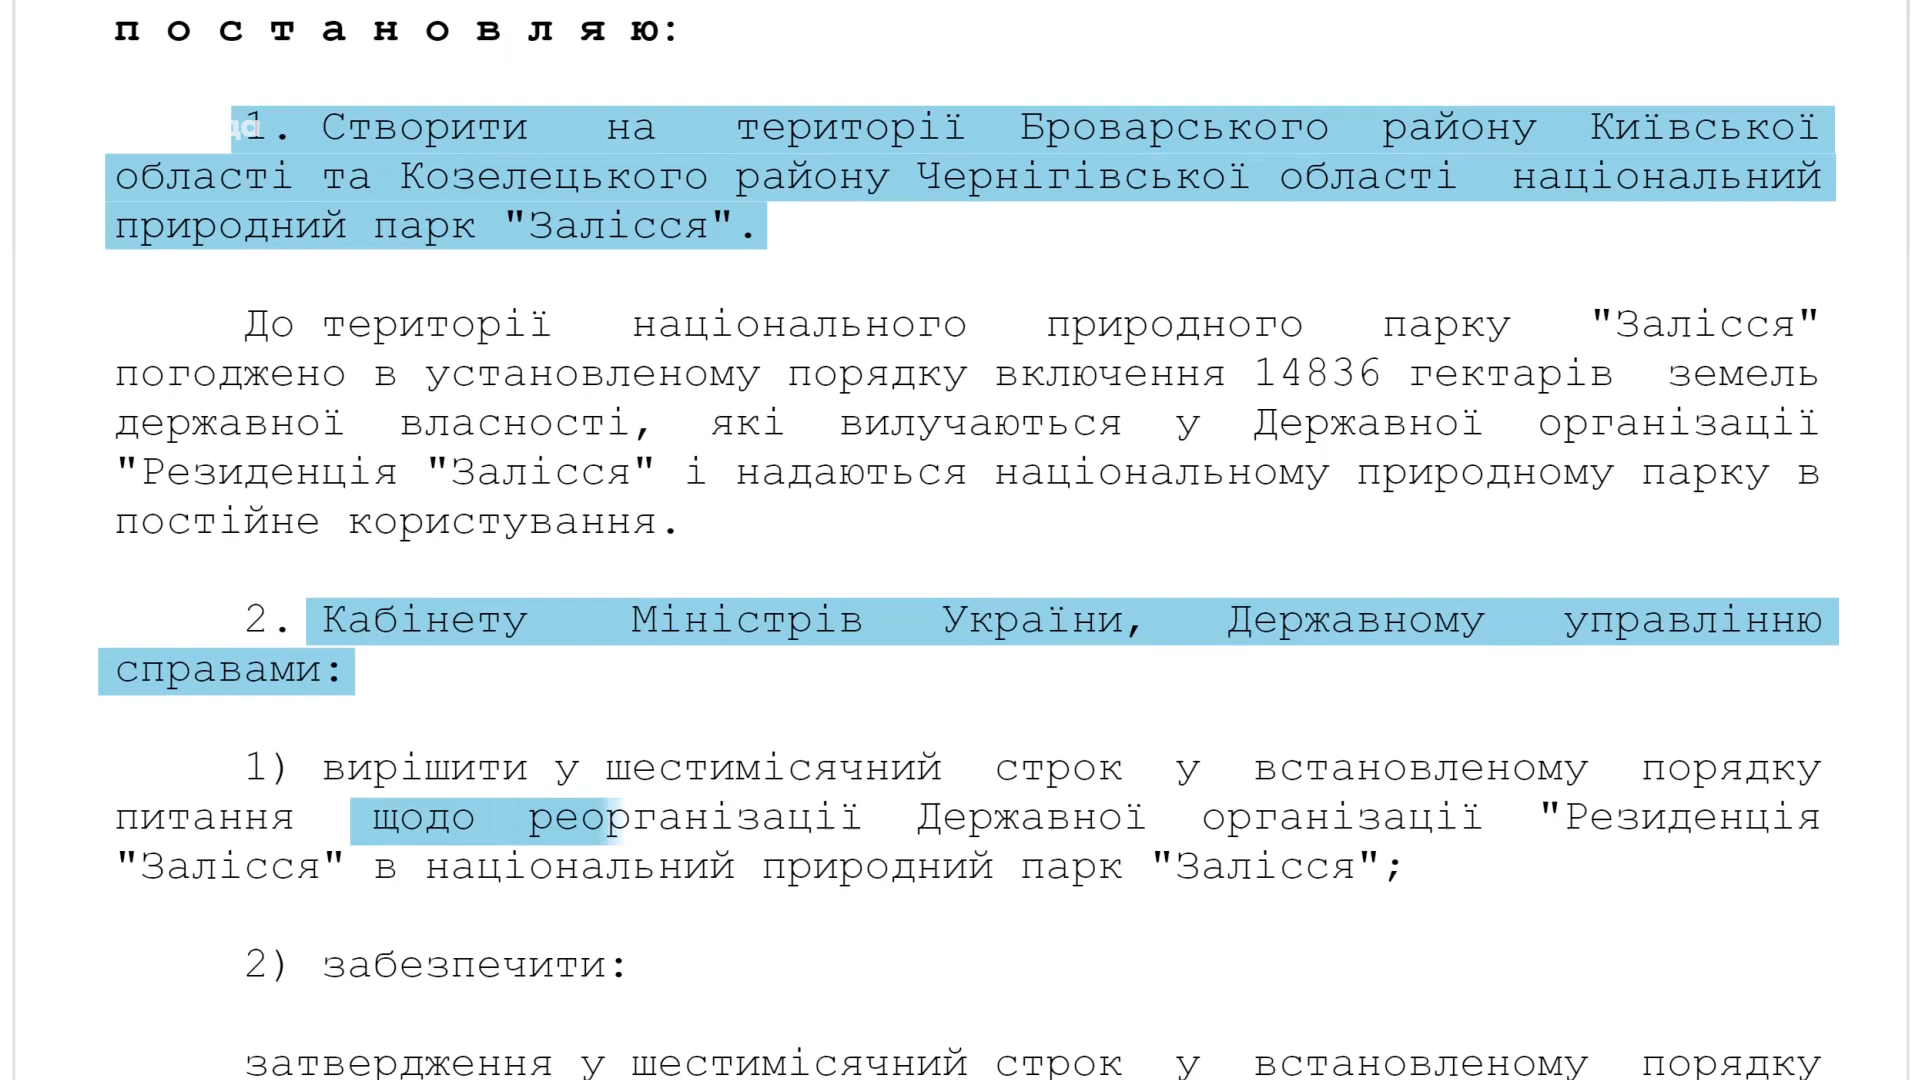 п о с т а н о в л я ю:
1. Створити на території Броварського району Київської
області та Козелецького району Чернігівської області національний
природний парк "Залісся".
До території національного природного парку "Залісся"
погоджено в установленому порядку включення 14836 гектарів земель
державної власності, які вилучаються у Державної організації
"Резиденція "Залісся" і надаються національному природному парку в
постійне користування.
2. Кабінету Міністрів України, Державному управлінню
справами:
1) вирішити у шестимісячний строк у встановленому порядку
питання щодо реорганізації Державної організації "Резиденція
"Залісся" в національний природний парк "Залісся";
2) забезпечити:
затвердження у шестимісячний строк у встановленому порядку